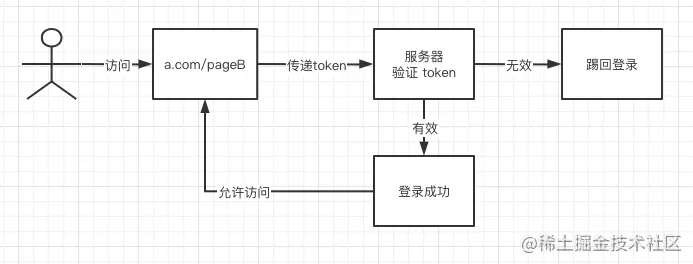 访问
a.com/pageB
传递token
服务器
验证 token
无效
踢回登录
有效
允许访问
登录成功
@稀土掘金技术社区